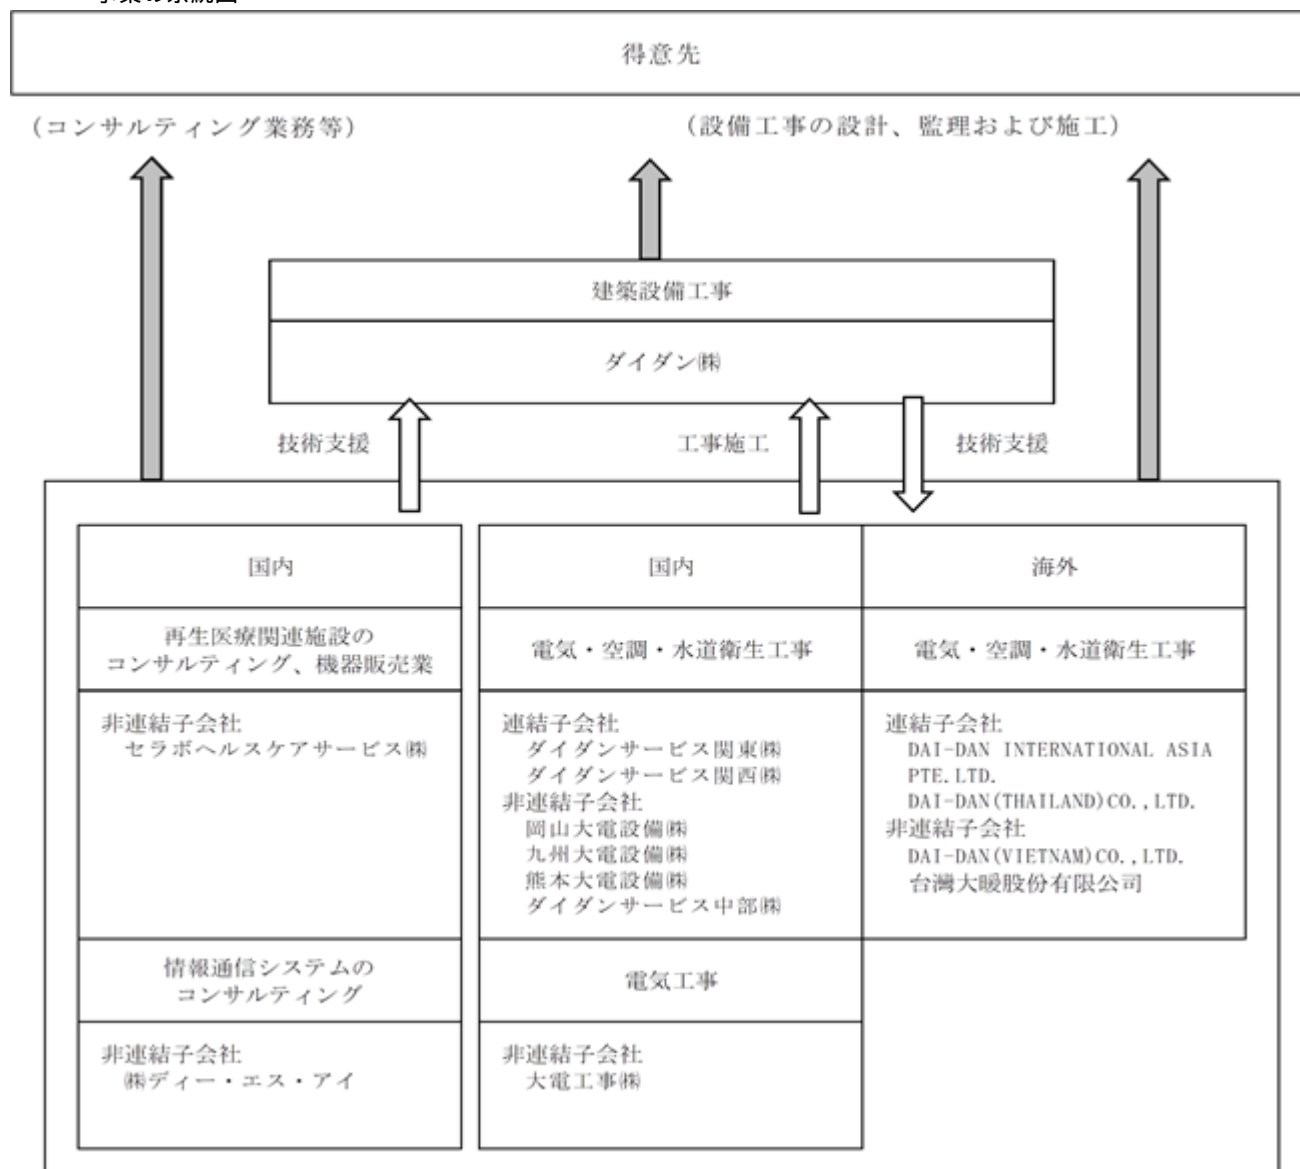 得意先
(コンサルティング業務等)
(設備工事の設計、監理および施工)
建築設備工事
ダイダン㈱
技術支援
工事施工
技術支援
国内
再生医療関連施設の
コンサルティング、機器販売業
非連結子会社
セラボヘルスケアサービス㈱
情報通信システムの
コンサルティング
非連結子会社
㈱ディー・エス・アイ
国内
電気・空調・水道衛生工事
連結子会社
ダイダンサービス関東㈱
ダイダンサービス関西㈱
非連結子会社
岡山大電設備㈱
九州大電設備㈱
熊本大電設備㈱
ダイダンサービス中部㈱
電気工事
非連結子会社
大電工事㈱
海外
電気・空調・水道衛生工事
連結子会社
DAI-DAN INTERNATIONAL ASIA
PTE.LTD.
DAI-DAN(THAILAND)CO.,LTD.
非連結子会社
DAI-DAN(VIETNAM)CO.,LTD.
台灣大暖股份有限公司